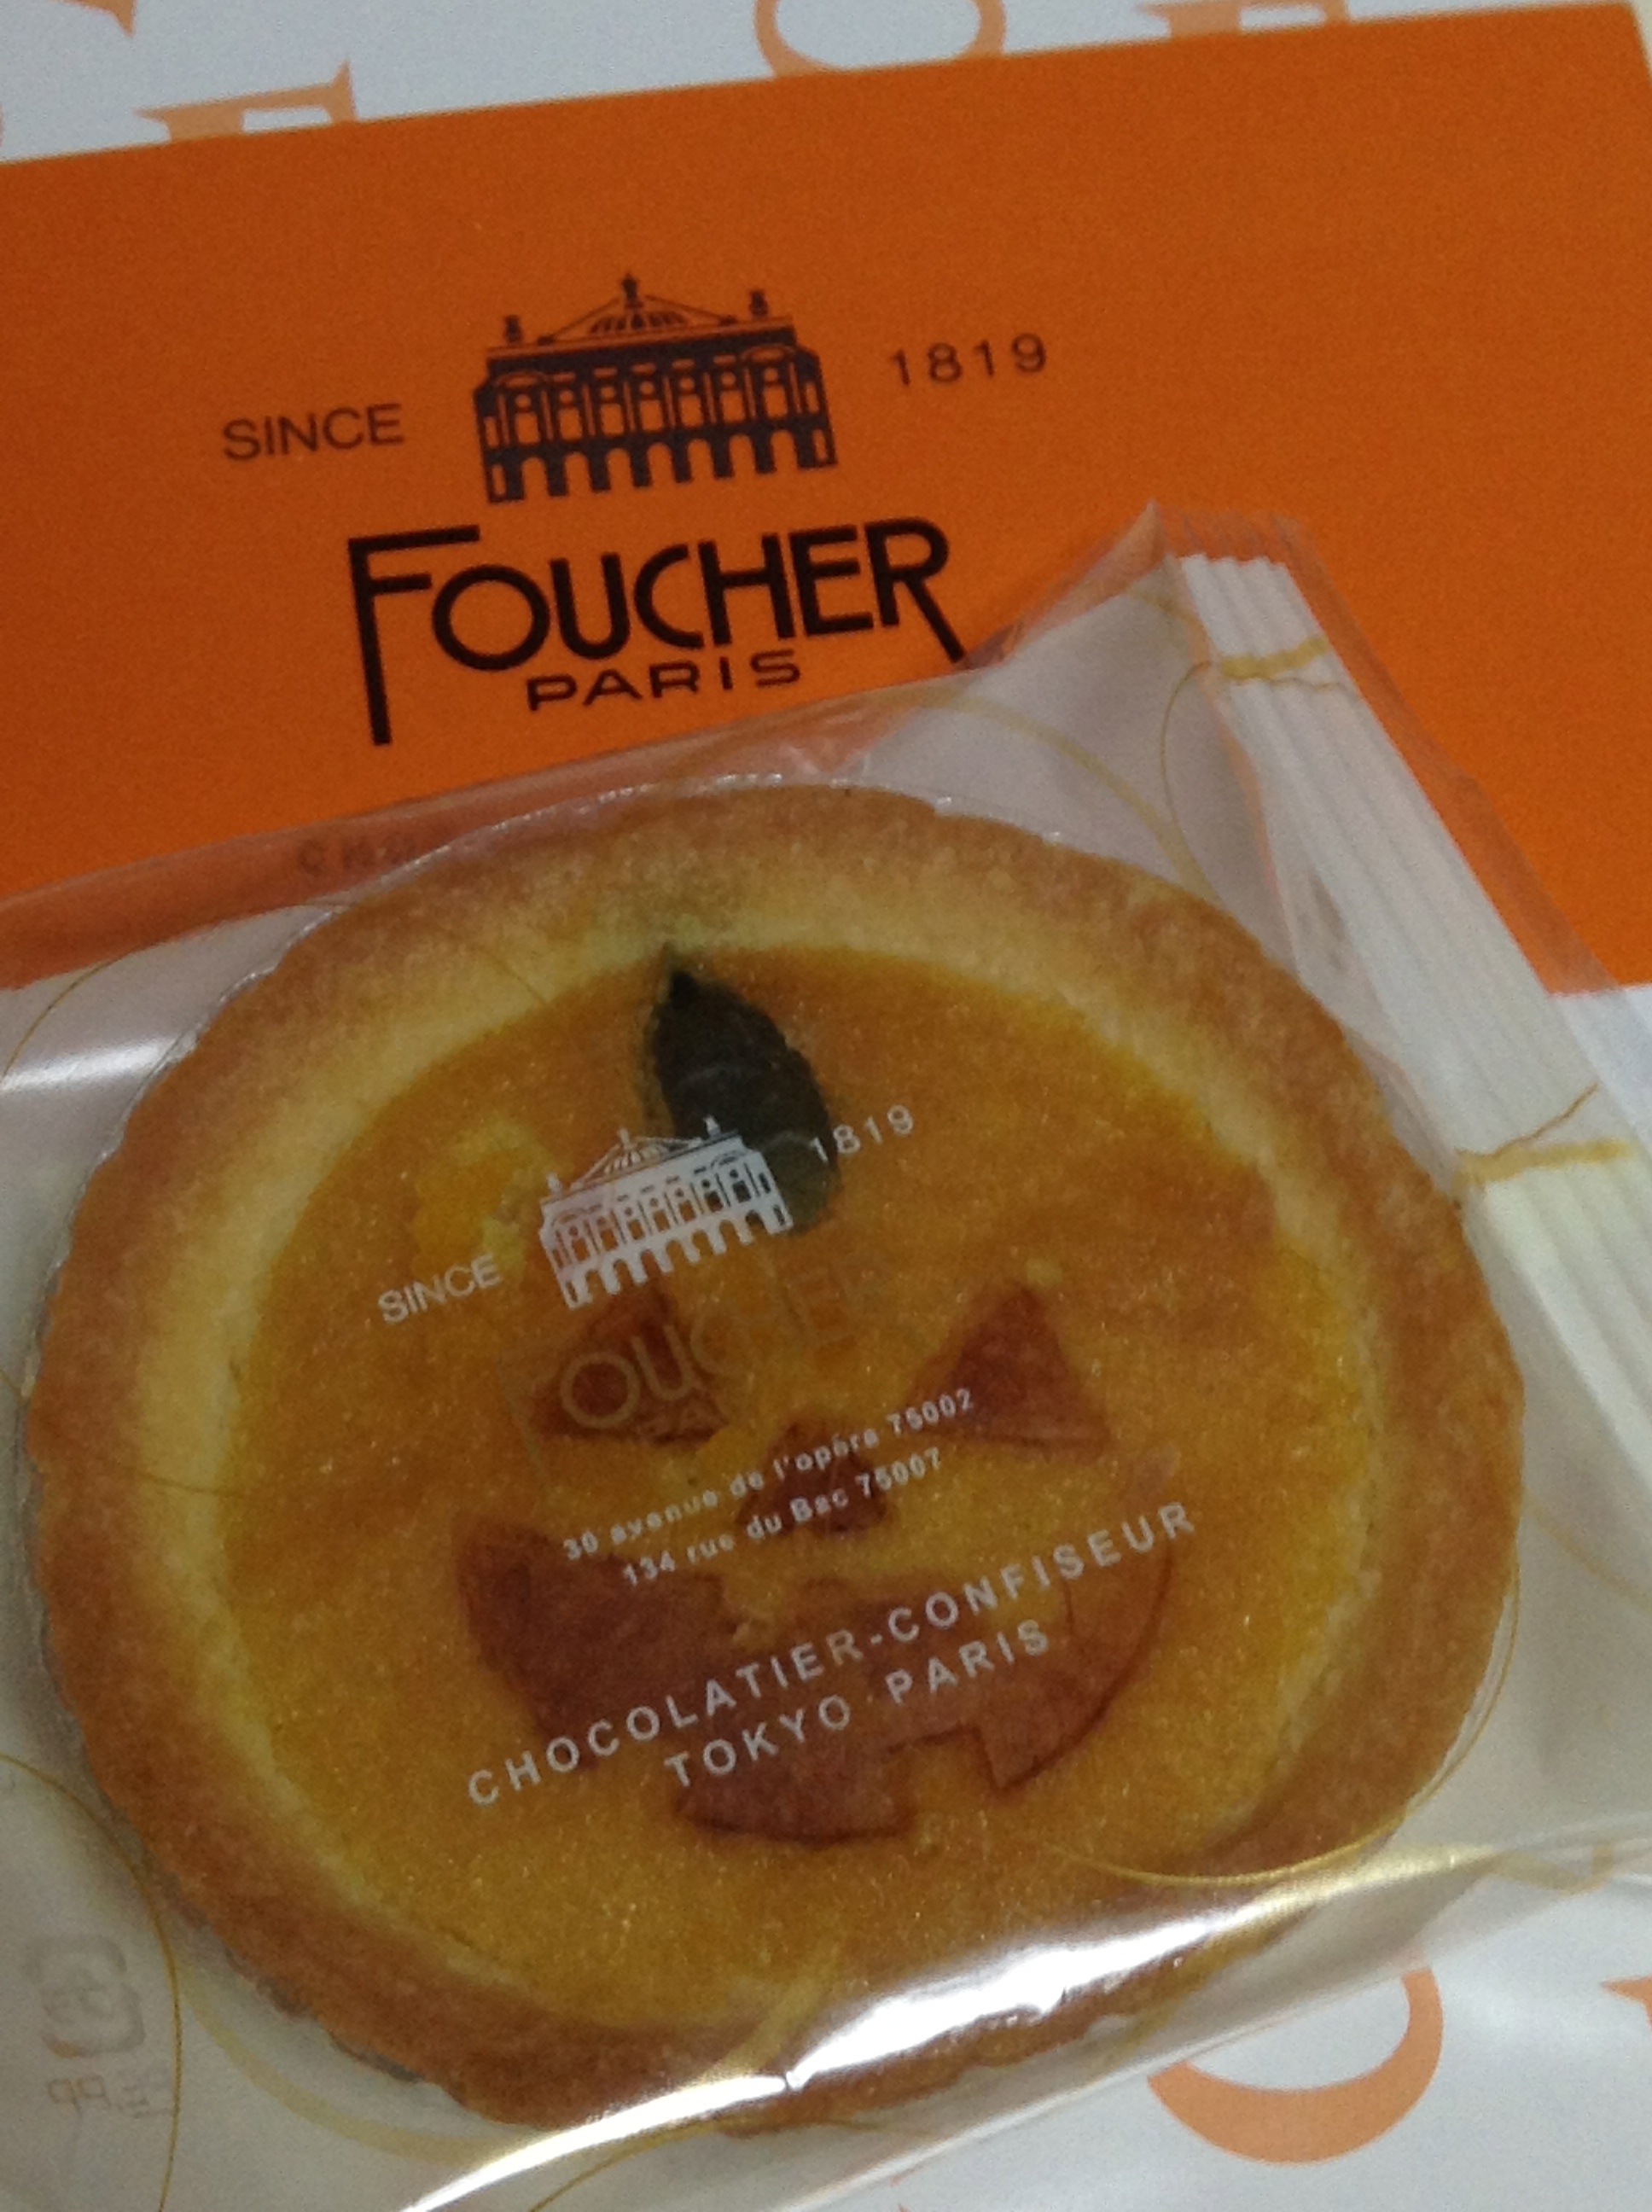 SINCE 1819
FOUCHER
PARIS
SINCE 1819
FOUCHER
30 avenue de l'opéra 75002
134 rue du Bac 75007
CHOCOLATIER-CONFISEUR
TOKYO PARIS